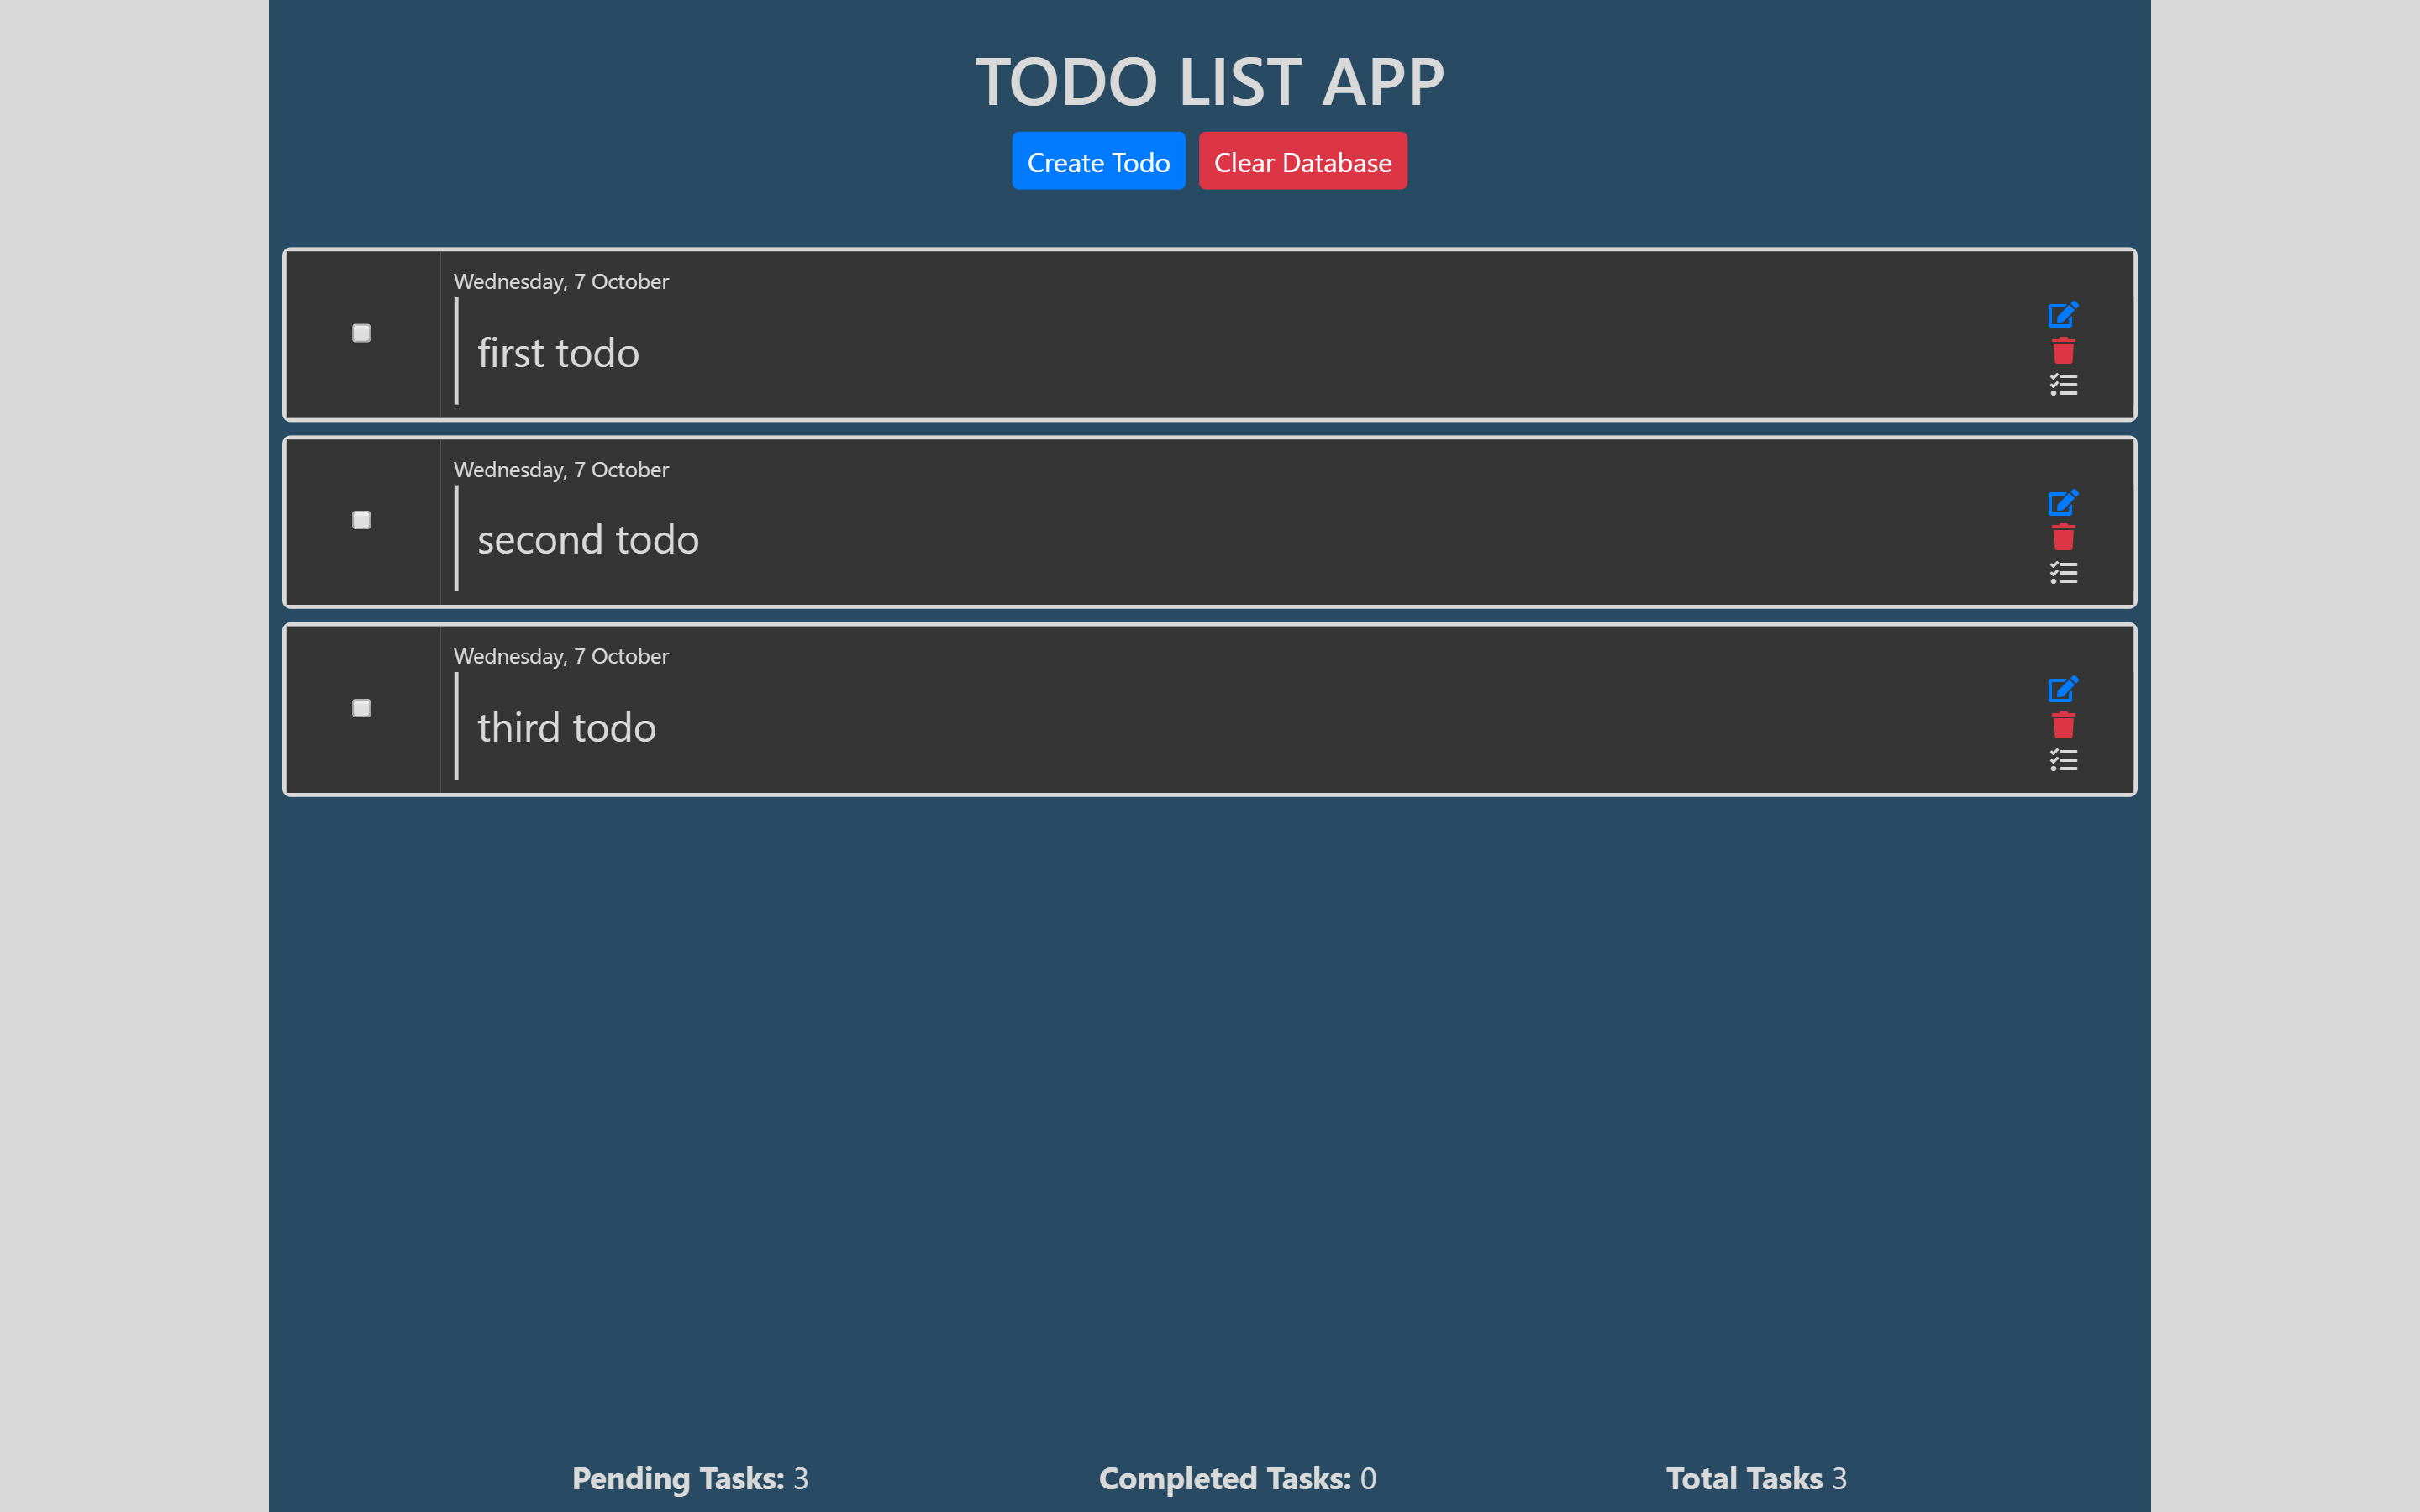 TODO LIST APP
Create Todo Clear Database
Wednesday, 7 October
first todo
Wednesday, 7 October
second todo
Wednesday, 7 October
third todo
Pending Tasks: 3 Completed Tasks: 0 Total Tasks 3